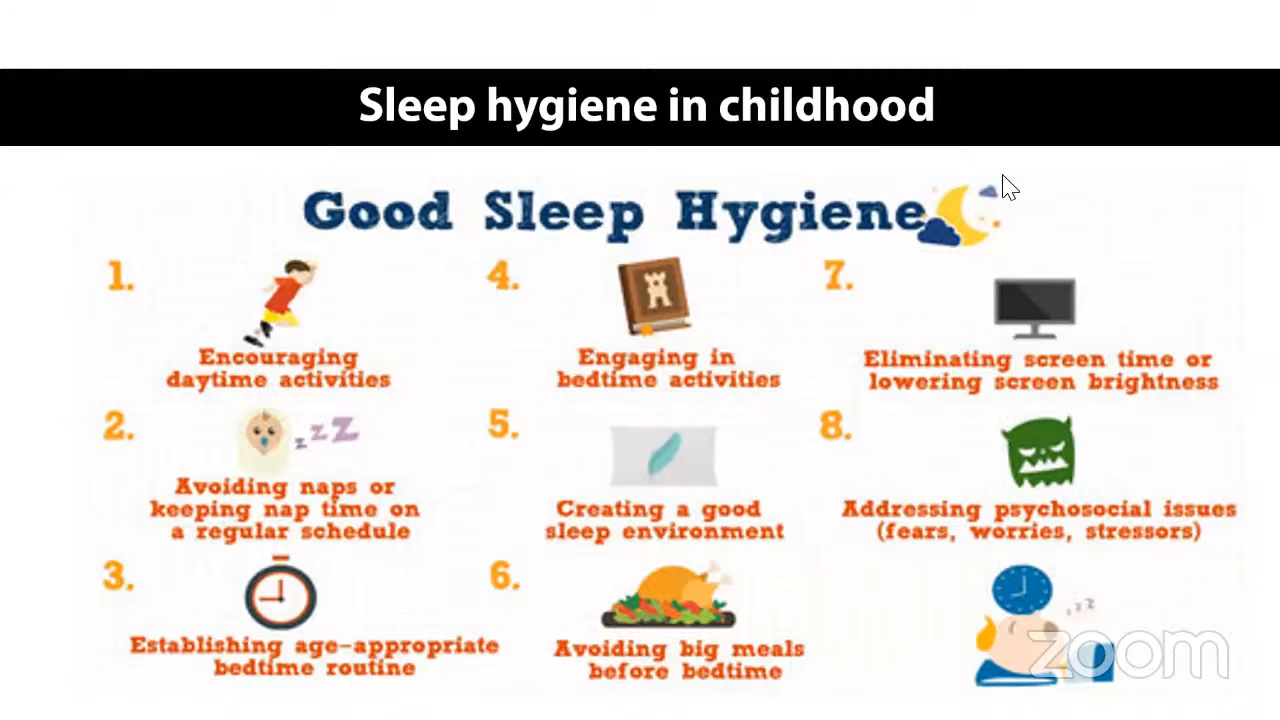 Sleep hygiene in childhood
Good Sleep Hygiene
1.
Encouraging
daytime activities
2.
z z Z
Avoiding naps or
keeping nap time on
a regular schedule
3.
Establishing age-appropriate
bedtime routine
4.
Engaging in
bedtime activities
5.
Creating a good
sleep environment
6.
Avoiding big meals
before bedtime
7.
Eliminating screen time or
lowering screen brightness
8.
Addressing psychosocial issues
(fears, worries, stressors)
z z z
zoom